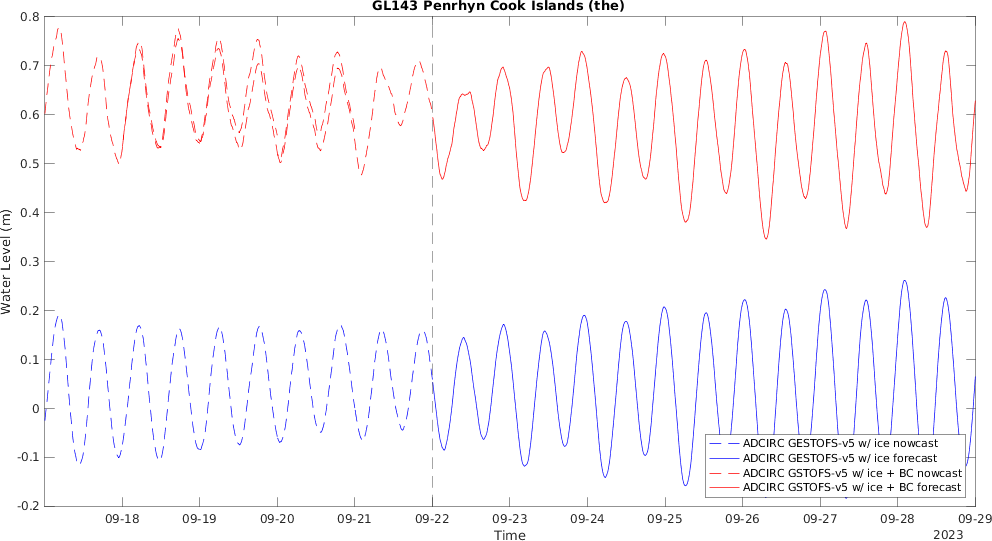 GL143 Penrhyn Cook Islands (the)
0.8
0.7
0.6
0.5
0.4
0.3
0.2
0.1
0
-0.1
-0.2
Water Level (m)
ADCIRC GESTOFS-v5 w/ ice nowcast
ADCIRC GESTOFS-v5 w/ ice forecast
ADCIRC GSTOFS-v5 w/ ice + BC nowcast
ADCIRC GSTOFS-v5 w/ ice + BC forecast
09-18 09-19 09-20 09-21 09-22 09-23 09-24 09-25 09-26 09-27 09-28 09-29
Time
2023